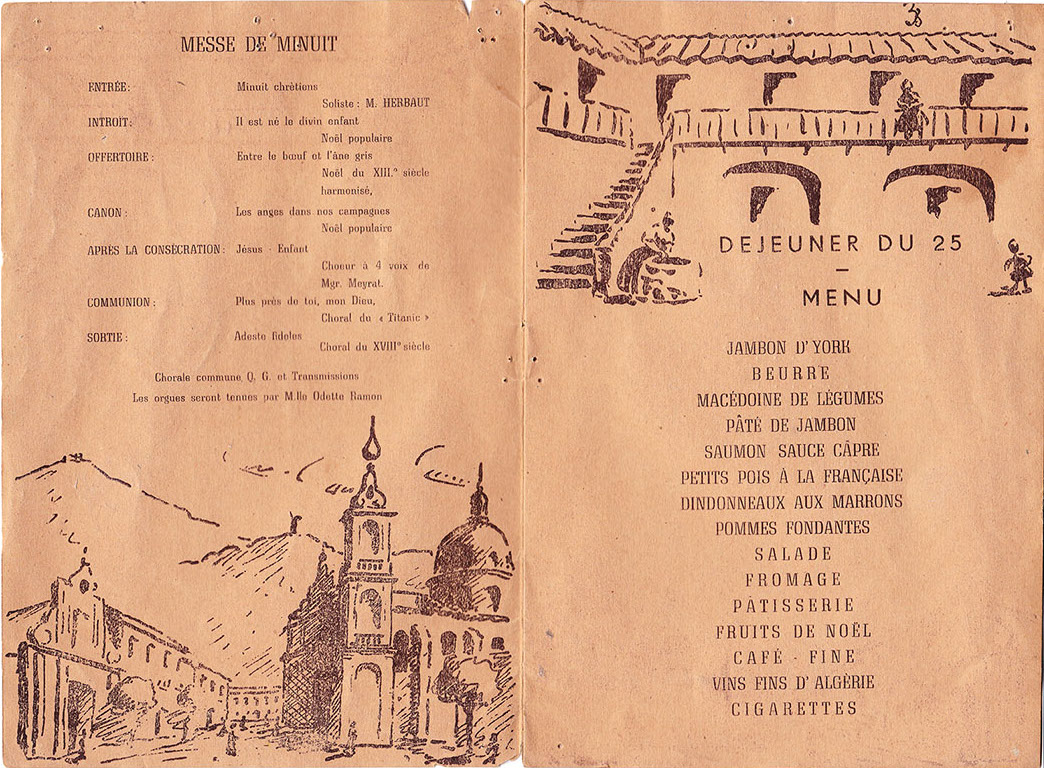 MESSE DE MINUIT
ENTRÉE: Minuit chrétiens
Soliste: M. HERBAUT
INTROIT: Il est né le divin enfant
Noël populaire
OFFERTOIRE: Entre le bœuf et l'âne gris
Noël du XIII.e siècle
harmonisé,
CANON: Les anges dans nos campagnes
Noël populaire
APRÈS LA CONSÉCRATION: Jésus - Enfant
Choeur à 4 voix de
Mgr. Meyrat.
COMMUNION: Plus près de toi, mon Dieu,
Choral du « Titanic »
SORTIE: Adeste fideles
Choral du XVIIIe siècle
Chorale commune Q. G. et Transmissions
Les orgues seront tenues par M.lle Odette Ramon
38
DEJEUNER DU 25
–
MENU
JAMBON D'YORK
BEURRE
MACÉDOINE DE LÉGUMES
PÂTÉ DE JAMBON
SAUMON SAUCE CÂPRE
PETITS POIS À LA FRANÇAISE
DINDONNEAUX AUX MARRONS
POMMES FONDANTES
SALADE
FROMAGE
PÂTISSERIE
FRUITS DE NOËL
CAFÉ - FINE
VINS FINS D'ALGÉRIE
CIGARETTES